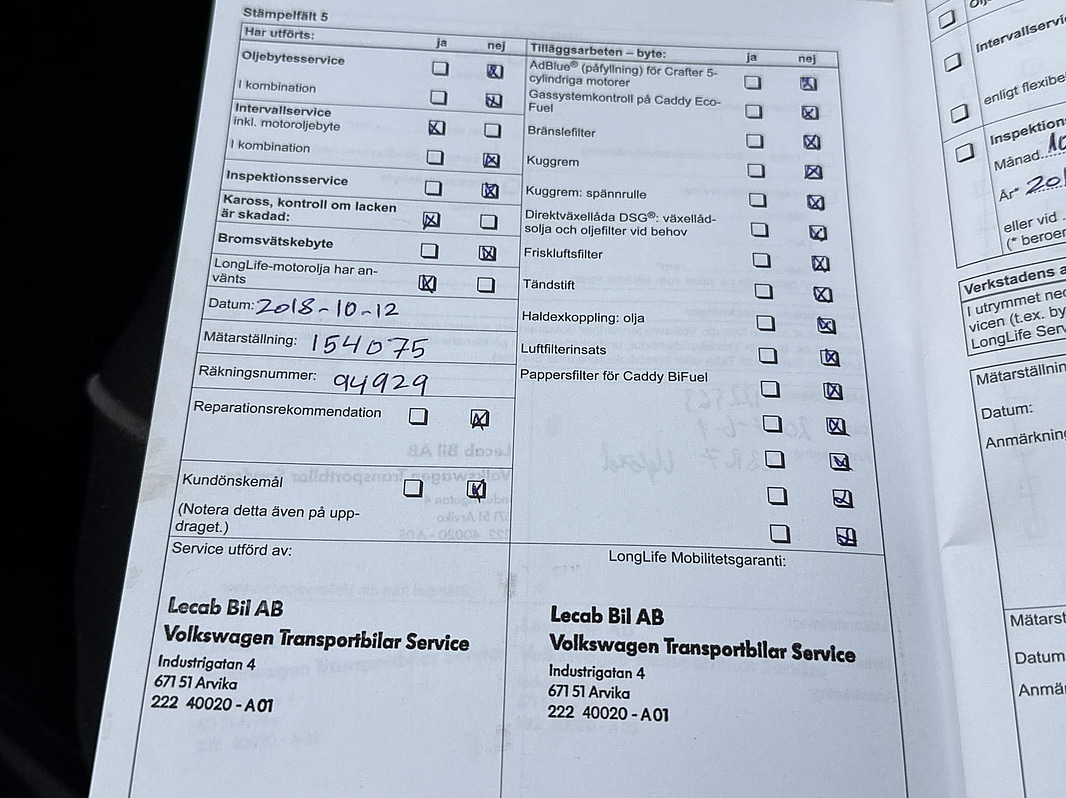 Stämpelfält 5
Har utförts: ja nej
Oljebytesservice
I kombination
Intervallservice
inkl. motoroljebyte
I kombination
Inspektionsservice
Kaross, kontroll om lacken
är skadad:
Bromsvätskebyte
LongLife-motorolja har an-
vänts
Datum: 2018-10-12
Mätarställning: 154075
Räkningsnummer: 94929
Reparationsrekommendation
Kundönskemål
(Notera detta även på upp-
draget.)
Tilläggsarbeten – byte: ja nej
AdBlue® (påfyllning) för Crafter 5-
cylindriga motorer
Gassystemkontroll på Caddy Eco-
Fuel
Bränslefilter
Kuggrem
Kuggrem: spännrulle
Direktväxellåda DSG®: växellåd-
solja och oljefilter vid behov
Friskluftsfilter
Tändstift
Haldexkoppling: olja
Luftfilterinsats
Pappersfilter för Caddy BiFuel
Service utförd av:
Lecab Bil AB
Volkswagen Transportbilar Service
Industrigatan 4
671 51 Arvika
222 40020 - A01
LongLife Mobilitetsgaranti:
Lecab Bil AB
Volkswagen Transportbilar Service
Industrigatan 4
671 51 Arvika
222 40020 - A01
Intervallservi
enligt flexibe
Inspektion
Månad
År* 201
eller vid
(* beroer
Verkstadens a
I utrymmet ned
vicen (t.ex. by
LongLife Serv
Mätarställnin
Datum:
Anmärkning
Mätarst
Datum
Anmä